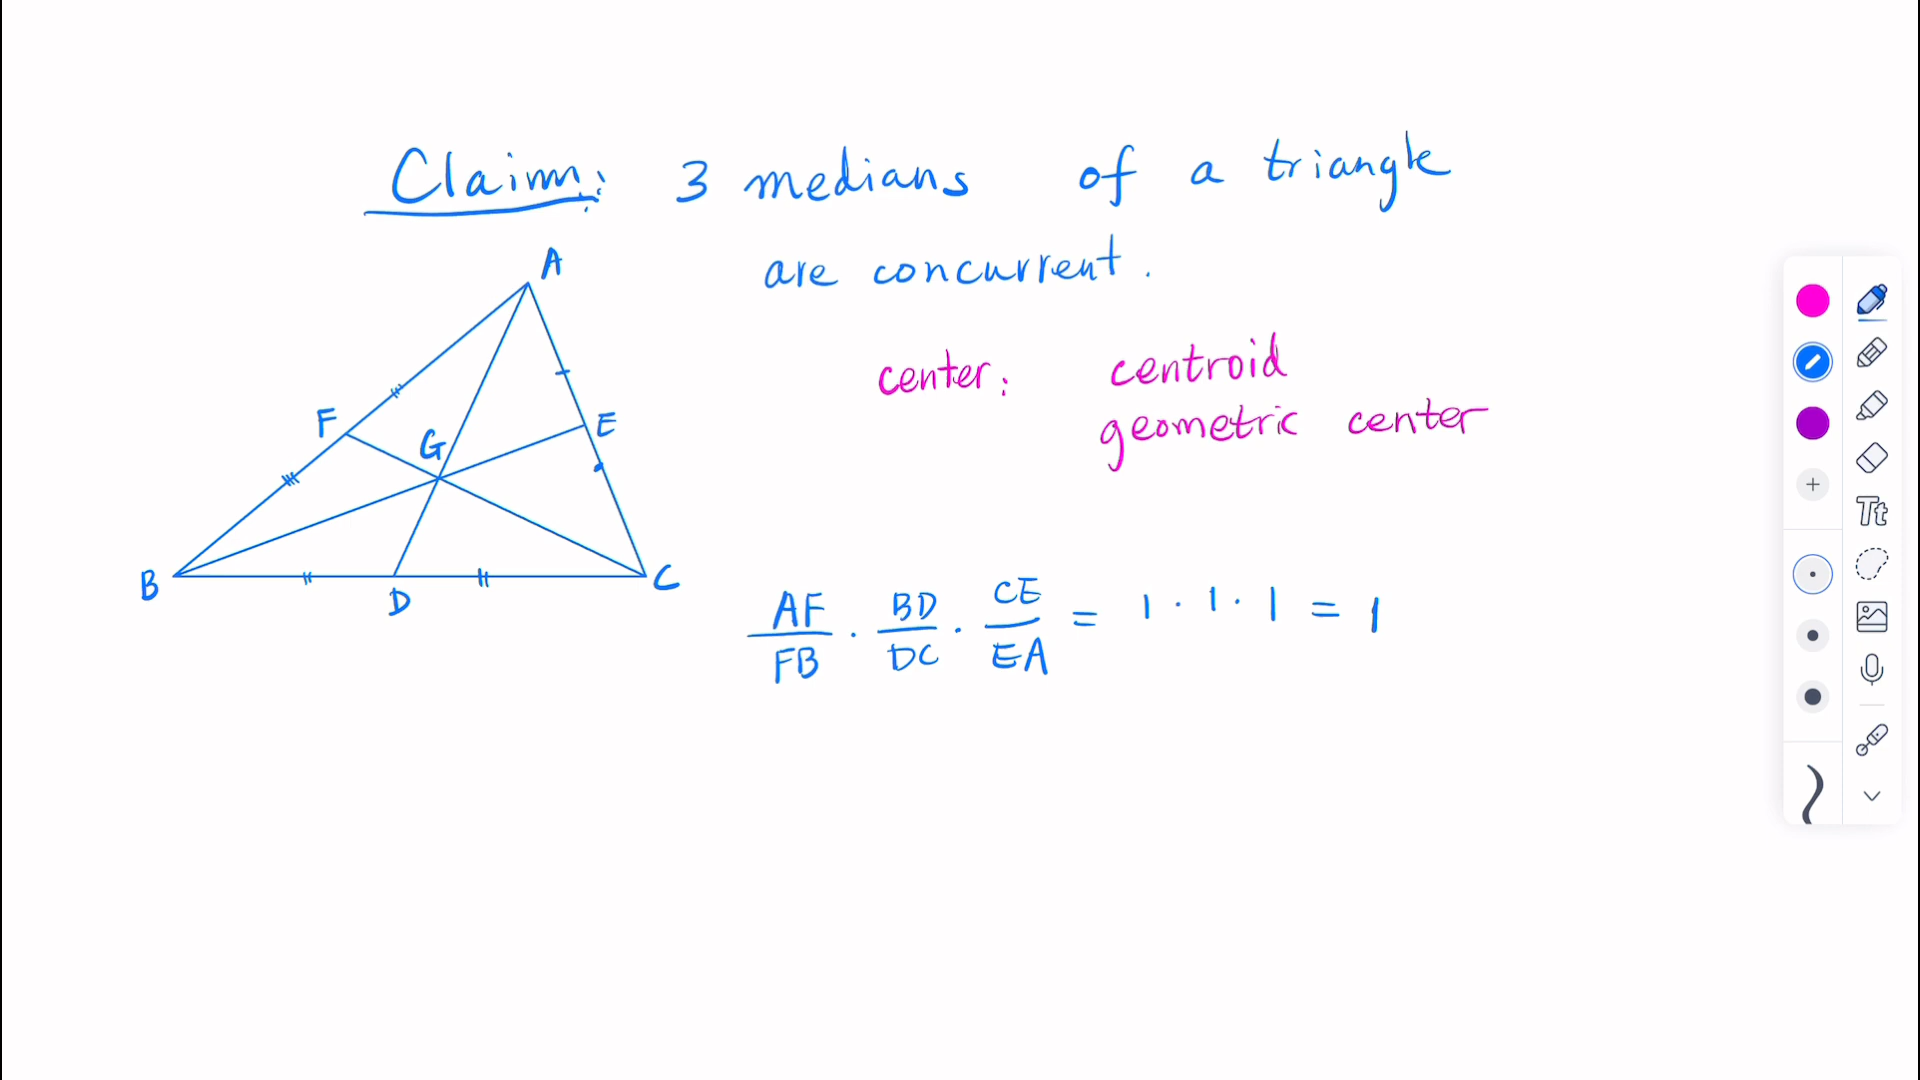 Claim: 3 medians of a triangle
are concurrent.
A
center: centroid
geometric center
F
G
E
B
D
C
AF/FB · BD/DC · CE/EA = 1 · 1 · 1 = 1
Tt